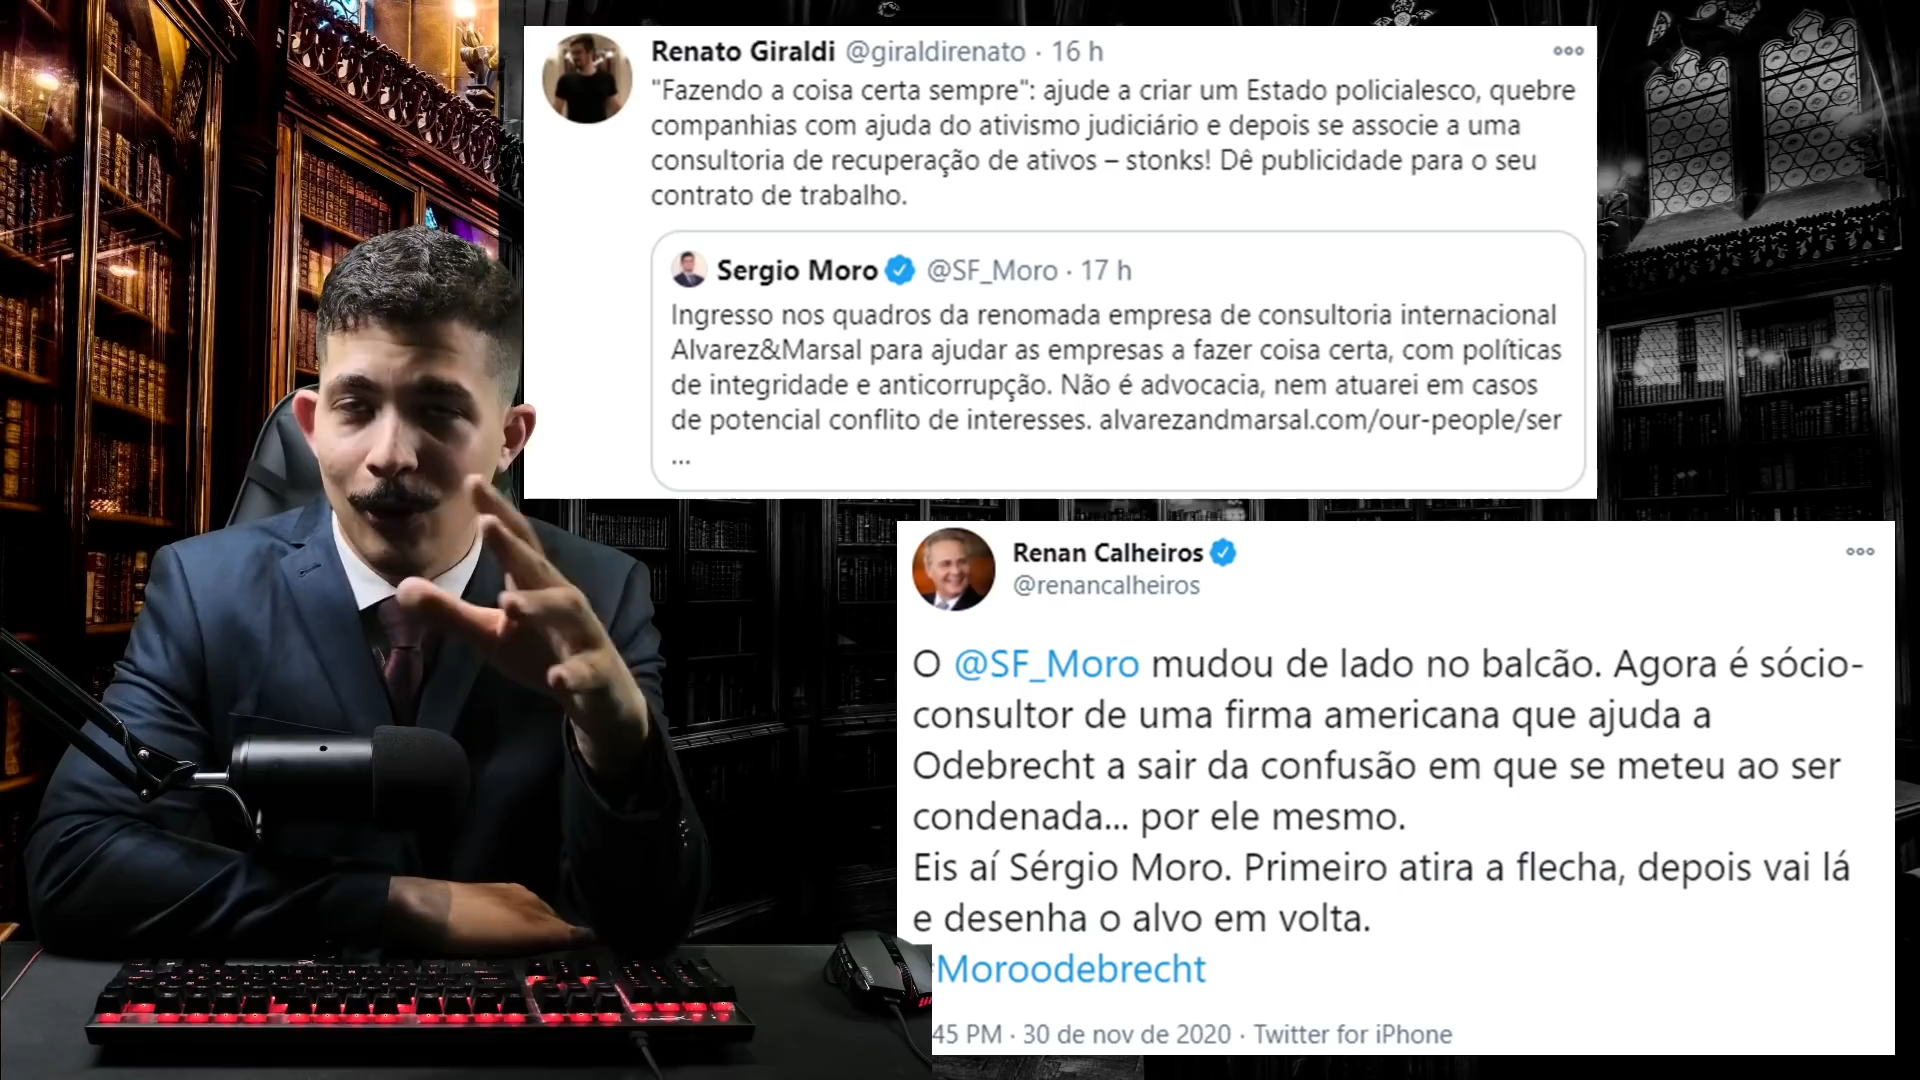 Renato Giraldi @giraldirenato · 16 h
"Fazendo a coisa certa sempre": ajude a criar um Estado policialesco, quebre
companhias com ajuda do ativismo judiciário e depois se associe a uma
consultoria de recuperação de ativos – stonks! Dê publicidade para o seu
contrato de trabalho.
Sergio Moro @SF_Moro · 17 h
Ingresso nos quadros da renomada empresa de consultoria internacional
Alvarez&Marsal para ajudar as empresas a fazer coisa certa, com políticas
de integridade e anticorrupção. Não é advocacia, nem atuarei em casos
de potencial conflito de interesses. alvarezandmarsal.com/our-people/ser
...
Renan Calheiros
@renancalheiros
O @SF_Moro mudou de lado no balcão. Agora é sócio-
consultor de uma firma americana que ajuda a
Odebrecht a sair da confusão em que se meteu ao ser
condenada... por ele mesmo.
Eis aí Sérgio Moro. Primeiro atira a flecha, depois vai lá
e desenha o alvo em volta.
Moroodebrecht
45 PM · 30 de nov de 2020 · Twitter for iPhone